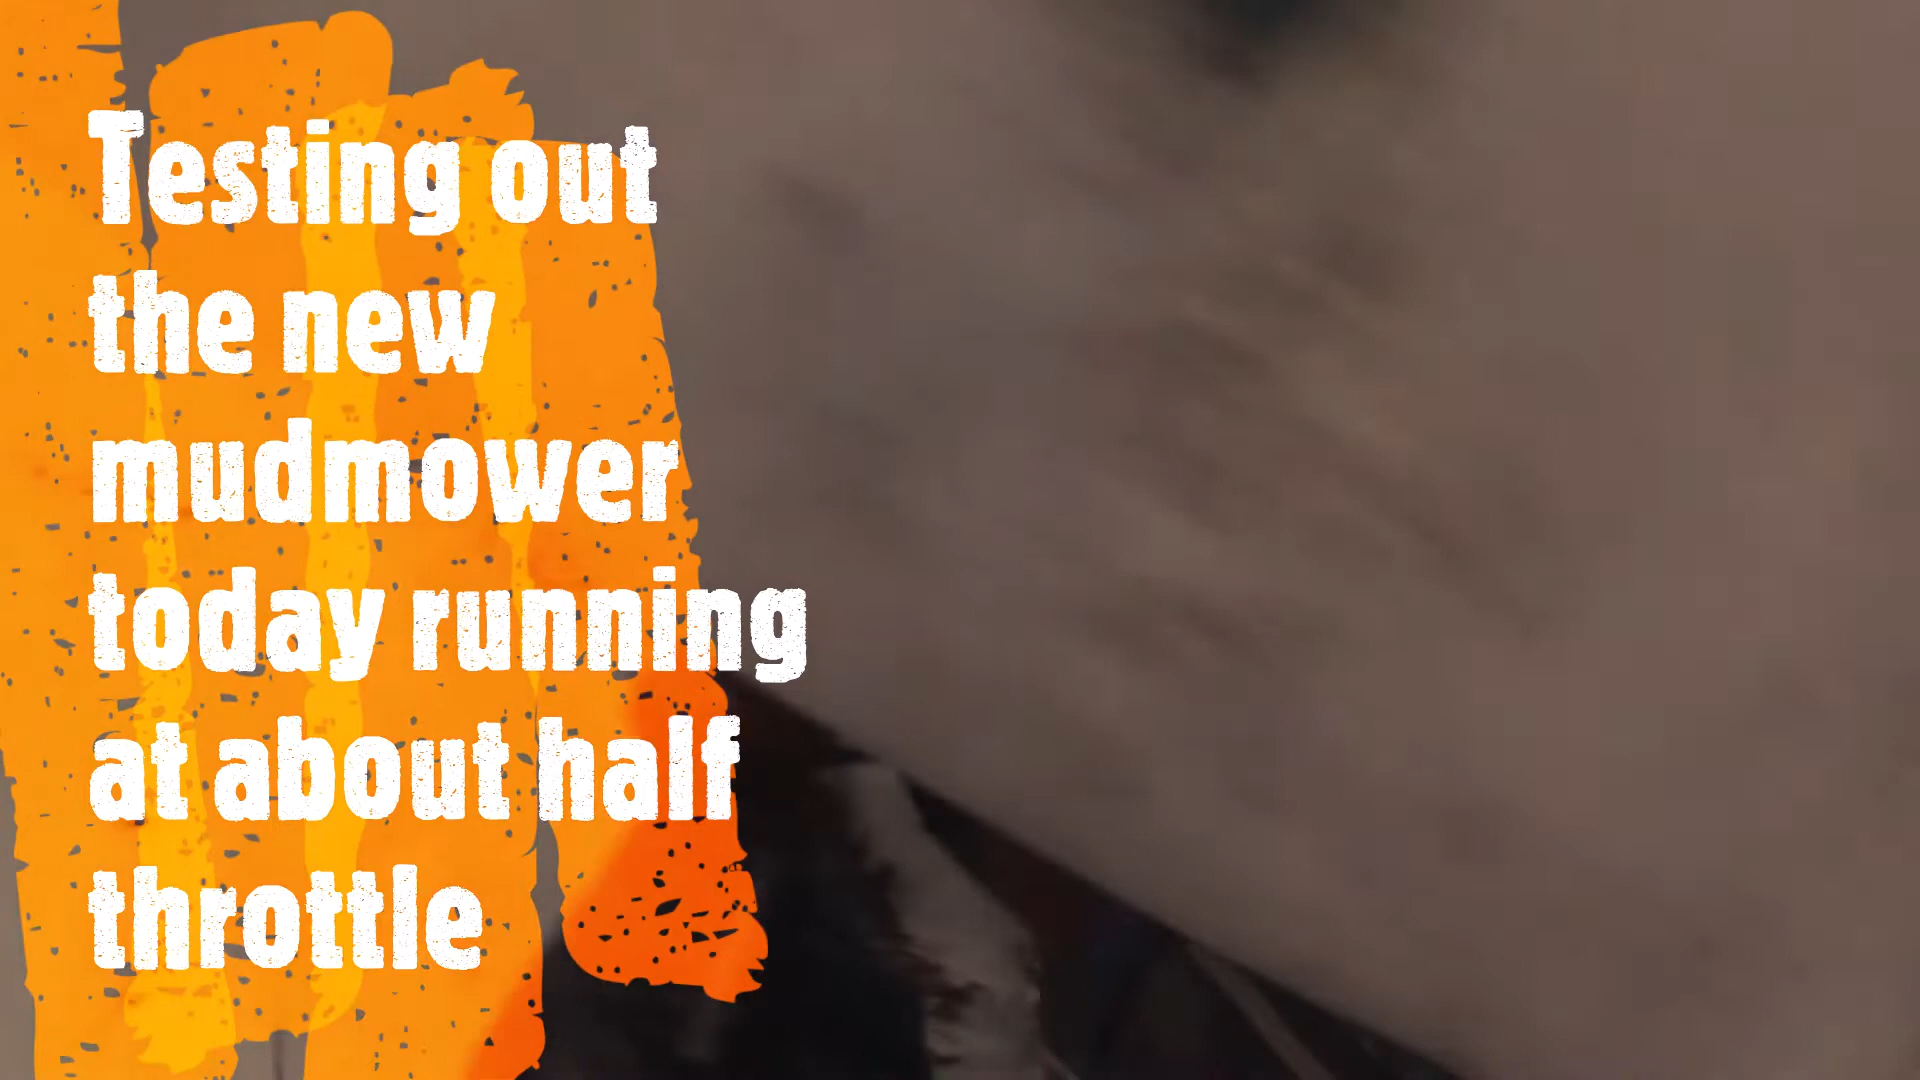 Testing out
the new
mudmower
today running
at about half
throttle